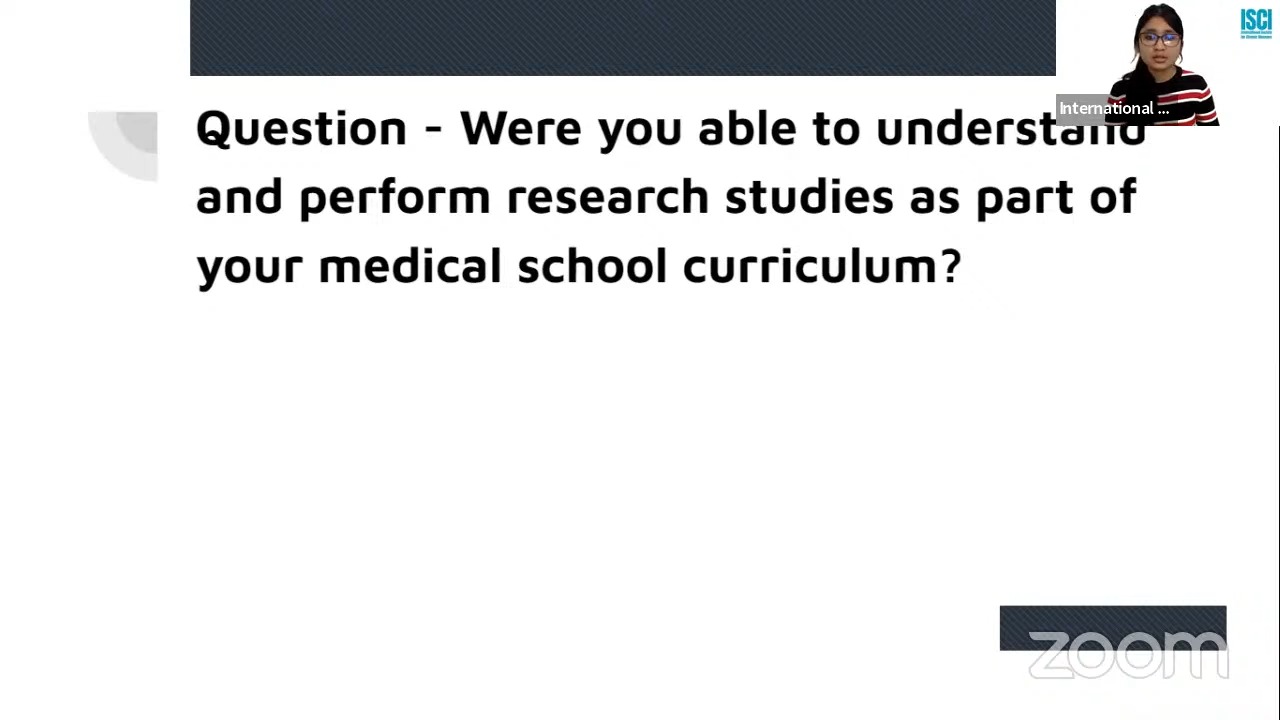 ISCI
International ...
Question - Were you able to understand
and perform research studies as part of
your medical school curriculum?
zoom